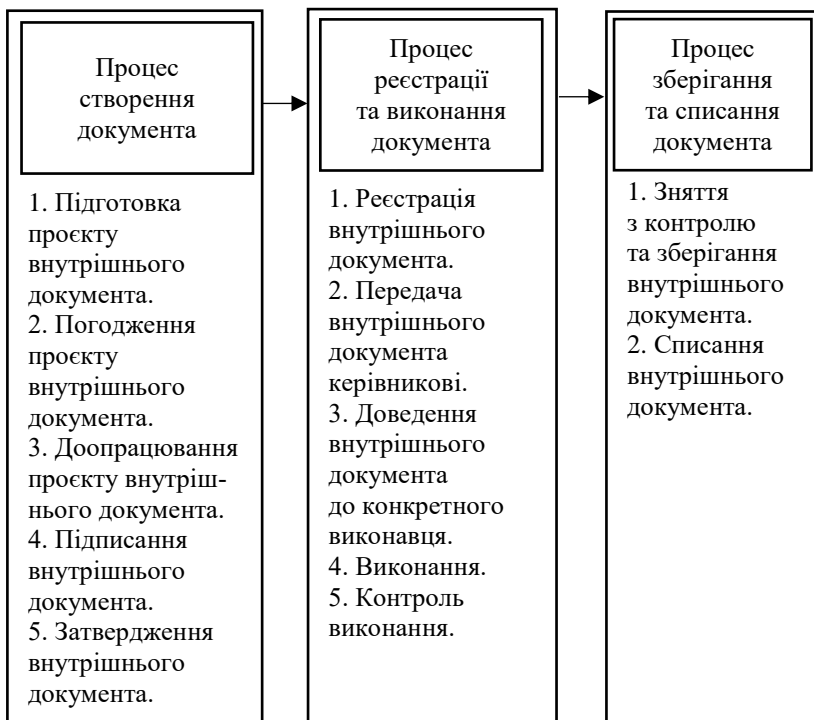 Процес
створення
документа
1. Підготовка
проєкту
внутрішнього
документа.
2. Погодження
проєкту
внутрішнього
документа.
3. Доопрацювання
проєкту внутріш-
нього документа.
4. Підписання
внутрішнього
документа.
5. Затвердження
внутрішнього
документа.
Процес
реєстрації
та виконання
документа
1. Реєстрація
внутрішнього
документа.
2. Передача
внутрішнього
документа
керівникові.
3. Доведення
внутрішнього
документа
до конкретного
виконавця.
4. Виконання.
5. Контроль
виконання.
Процес
зберігання
та списання
документа
1. Зняття
з контролю
та зберігання
внутрішнього
документа.
2. Списання
внутрішнього
документа.